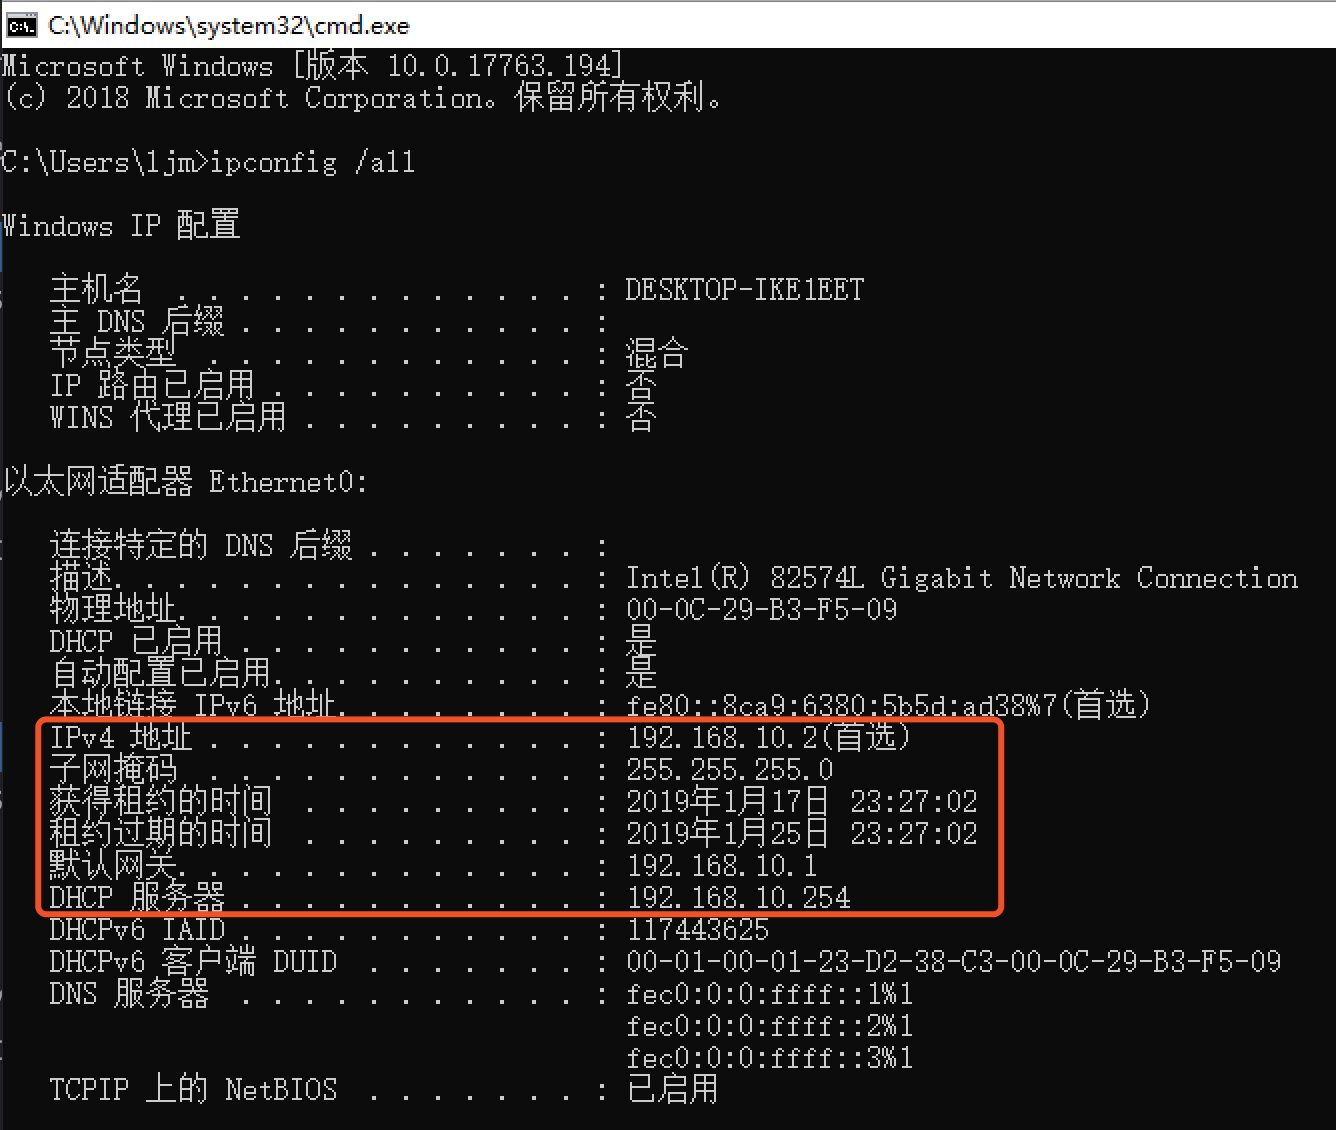 C:\Windows\system32\cmd.exe
Microsoft Windows [版本 10.0.17763.194]
(c) 2018 Microsoft Corporation。保留所有权利。
C:\Users\ljm>ipconfig /all
Windows IP 配置
主机名 . . . . . . . . . . . . . : DESKTOP-IKE1EET
主 DNS 后缀 . . . . . . . . . . . :
节点类型 . . . . . . . . . . . . : 混合
IP 路由已启用 . . . . . . . . . . : 否
WINS 代理已启用 . . . . . . . . . : 否
以太网适配器 Ethernet0:
连接特定的 DNS 后缀 . . . . . . . :
描述. . . . . . . . . . . . . . . : Intel(R) 82574L Gigabit Network Connection
物理地址. . . . . . . . . . . . . : 00-0C-29-B3-F5-09
DHCP 已启用 . . . . . . . . . . . : 是
自动配置已启用. . . . . . . . . . : 是
本地链接 IPv6 地址. . . . . . . . : fe80::8ca9:6380:5b5d:ad38%7(首选)
IPv4 地址 . . . . . . . . . . . . : 192.168.10.2(首选)
子网掩码 . . . . . . . . . . . . : 255.255.255.0
获得租约的时间 . . . . . . . . . : 2019年1月17日 23:27:02
租约过期的时间 . . . . . . . . . : 2019年1月25日 23:27:02
默认网关. . . . . . . . . . . . . : 192.168.10.1
DHCP 服务器 . . . . . . . . . . . : 192.168.10.254
DHCPv6 IAID . . . . . . . . . . . : 117443625
DHCPv6 客户端 DUID . . . . . . . : 00-01-00-01-23-D2-38-C3-00-0C-29-B3-F5-09
DNS 服务器 . . . . . . . . . . . : fec0:0:0:ffff::1%1
fec0:0:0:ffff::2%1
fec0:0:0:ffff::3%1
TCPIP 上的 NetBIOS . . . . . . . : 已启用